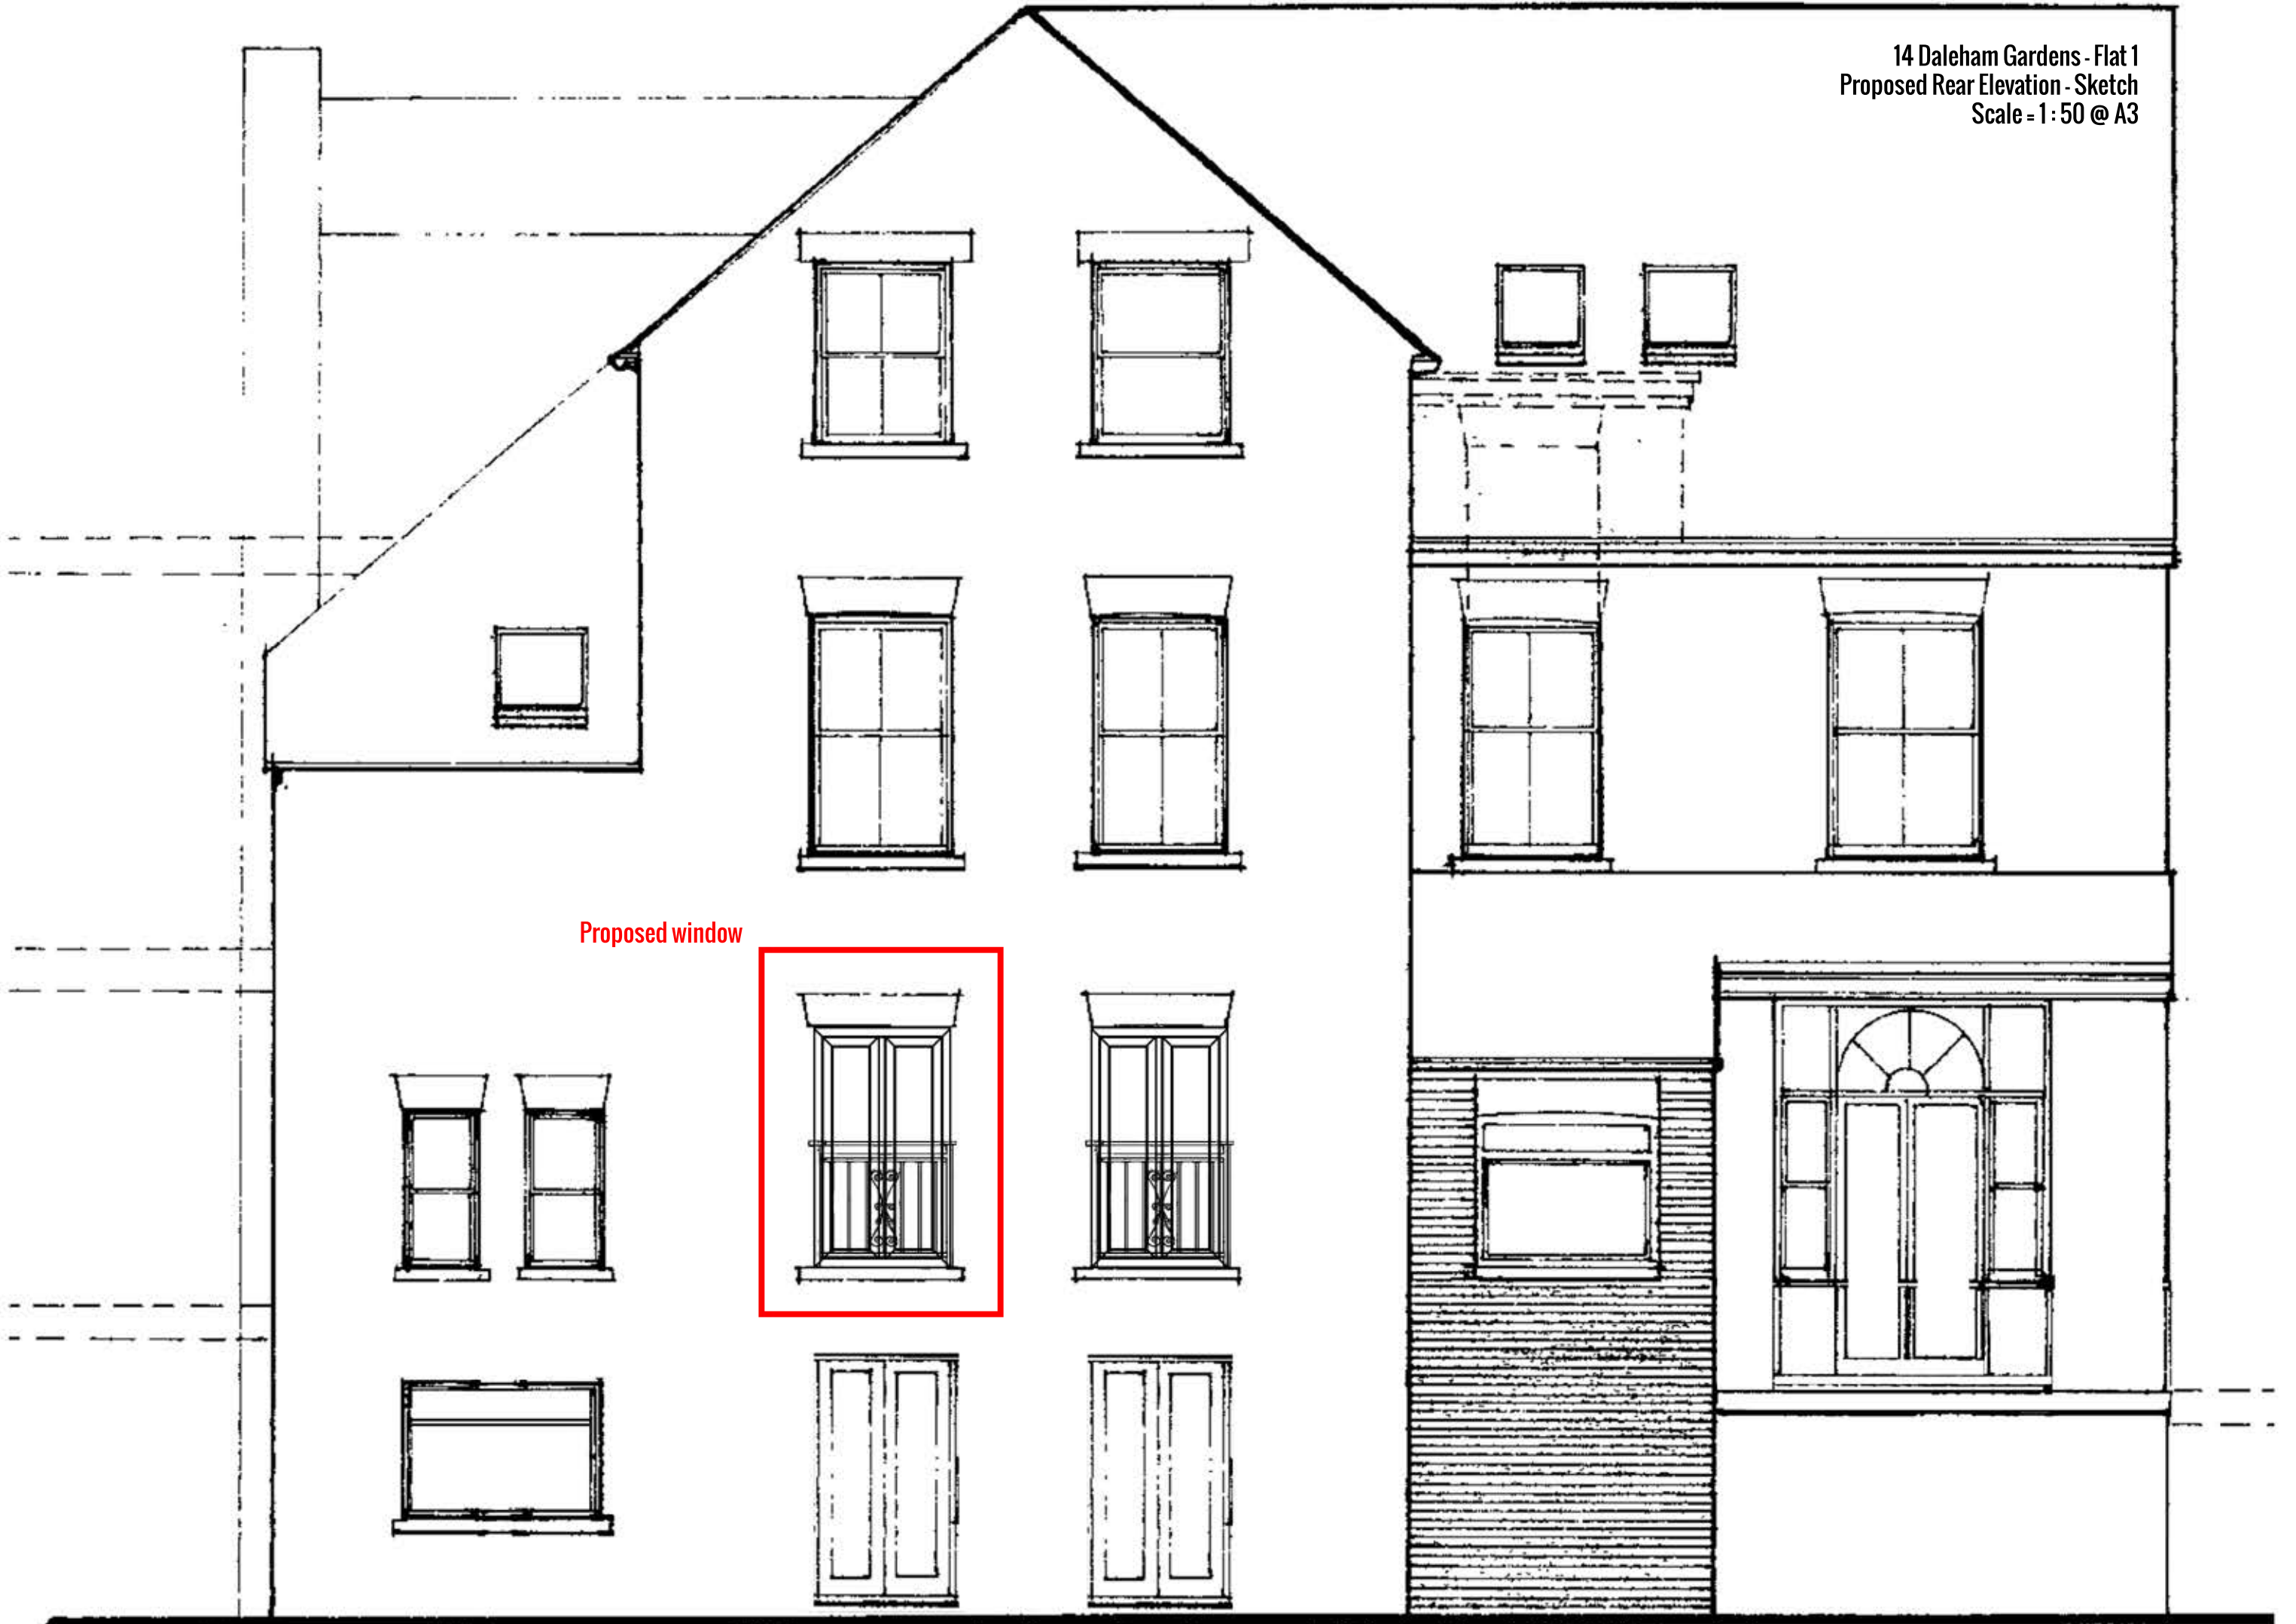 14 Daleham Gardens - Flat 1
Proposed Rear Elevation - Sketch
Scale = 1 : 50 @ A3
Proposed window